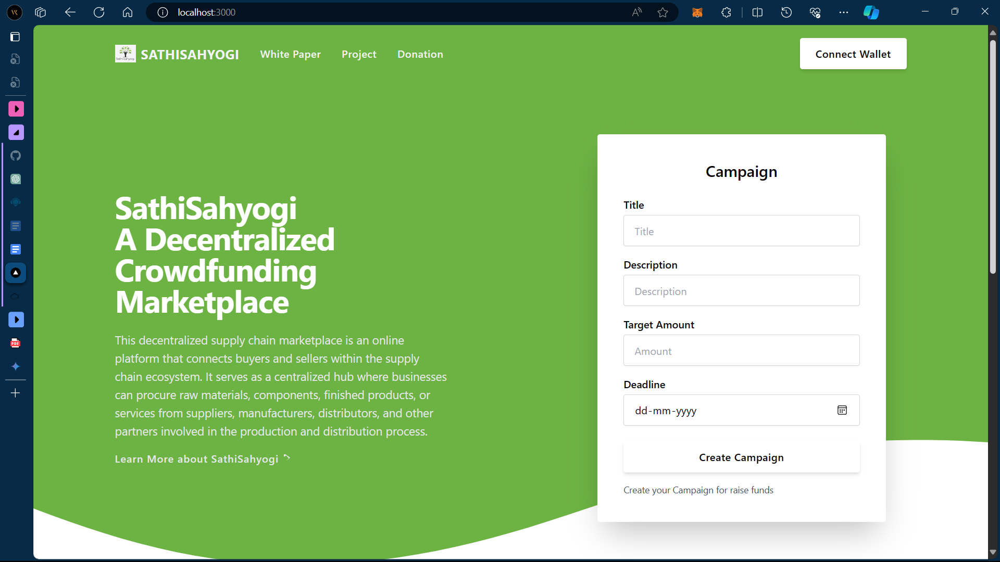 localhost:3000
SATHISAHYOGI
White Paper
Project
Donation
Connect Wallet
SathiSahyogi
A Decentralized
Crowdfunding
Marketplace
This decentralized supply chain marketplace is an online
platform that connects buyers and sellers within the supply
chain ecosystem. It serves as a centralized hub where businesses
can procure raw materials, components, finished products, or
services from suppliers, manufacturers, distributors, and other
partners involved in the production and distribution process.
Learn More about SathiSahyogi
Campaign
Title
Title
Description
Description
Target Amount
Amount
Deadline
dd-mm-yyyy
Create Campaign
Create your Campaign for raise funds
PDF